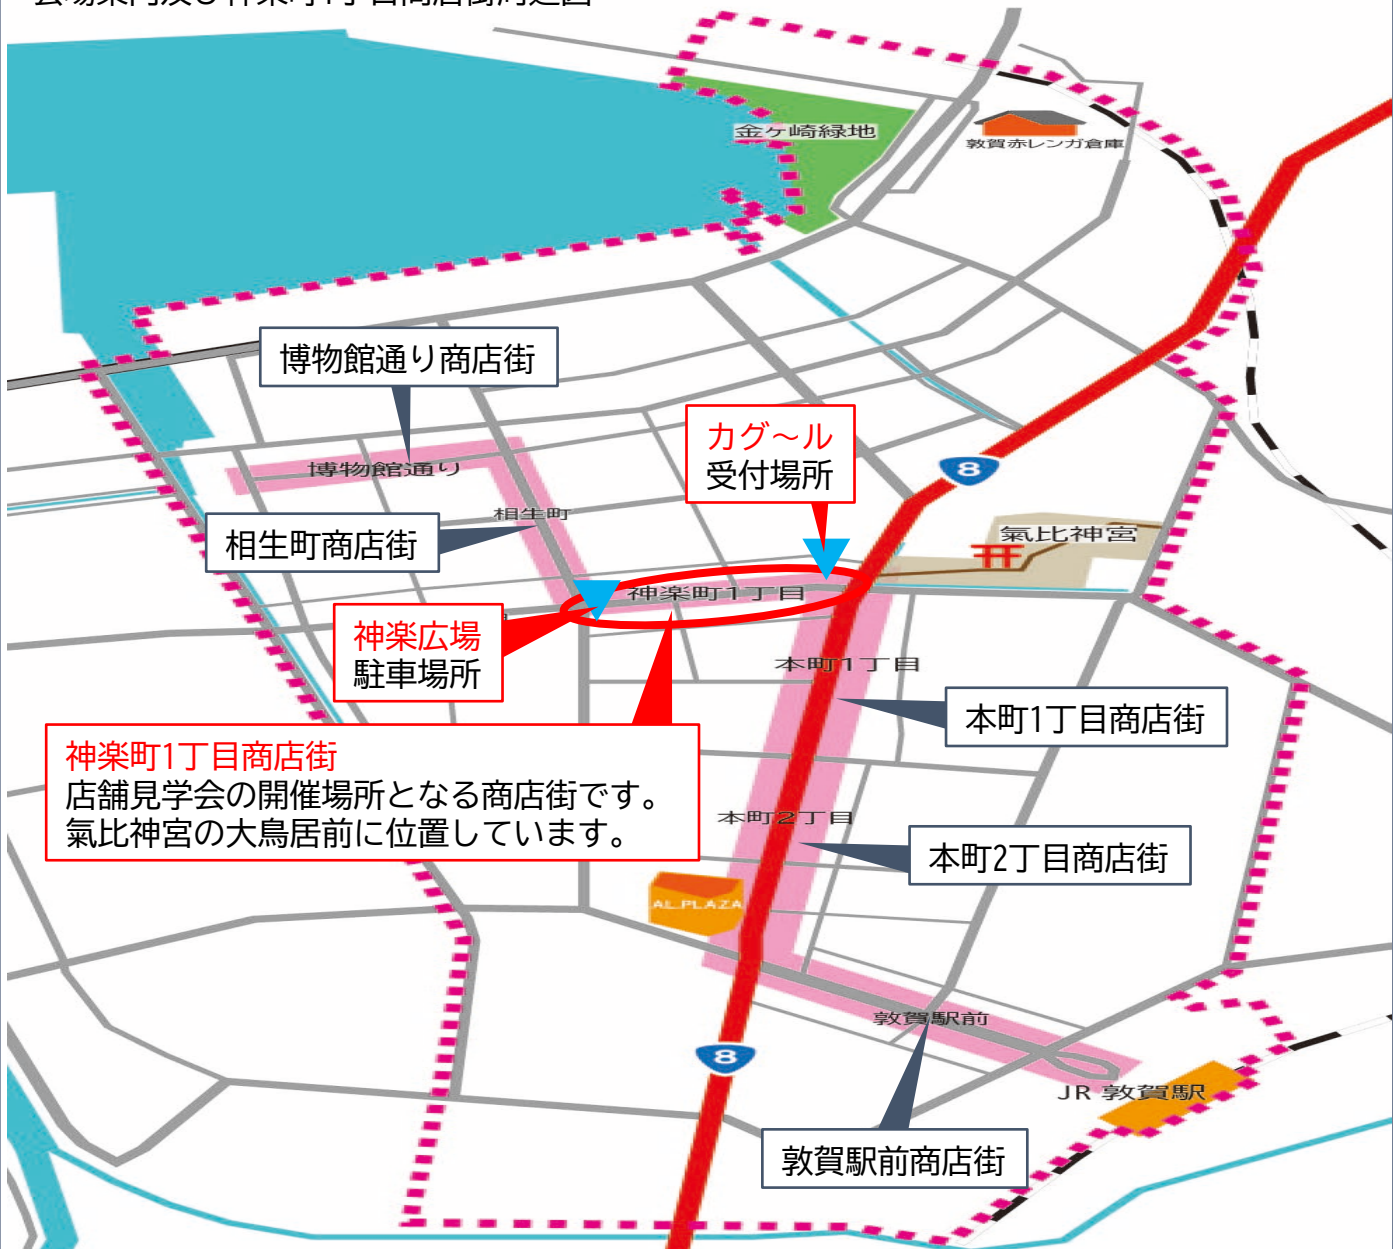 金ヶ崎緑地
敦賀赤レンガ倉庫
博物館通り商店街
カグ～ル
受付場所
8
博物館通り
相生町
相生町商店街
氣比神宮
神楽町1丁目
神楽広場
駐車場所
本町1丁目
本町1丁目商店街
神楽町1丁目商店街
店舗見学会の開催場所となる商店街です。
氣比神宮の大鳥居前に位置しています。
本町2丁目
本町2丁目商店街
AL.PLAZA
敦賀駅前
8
JR 敦賀駅
敦賀駅前商店街